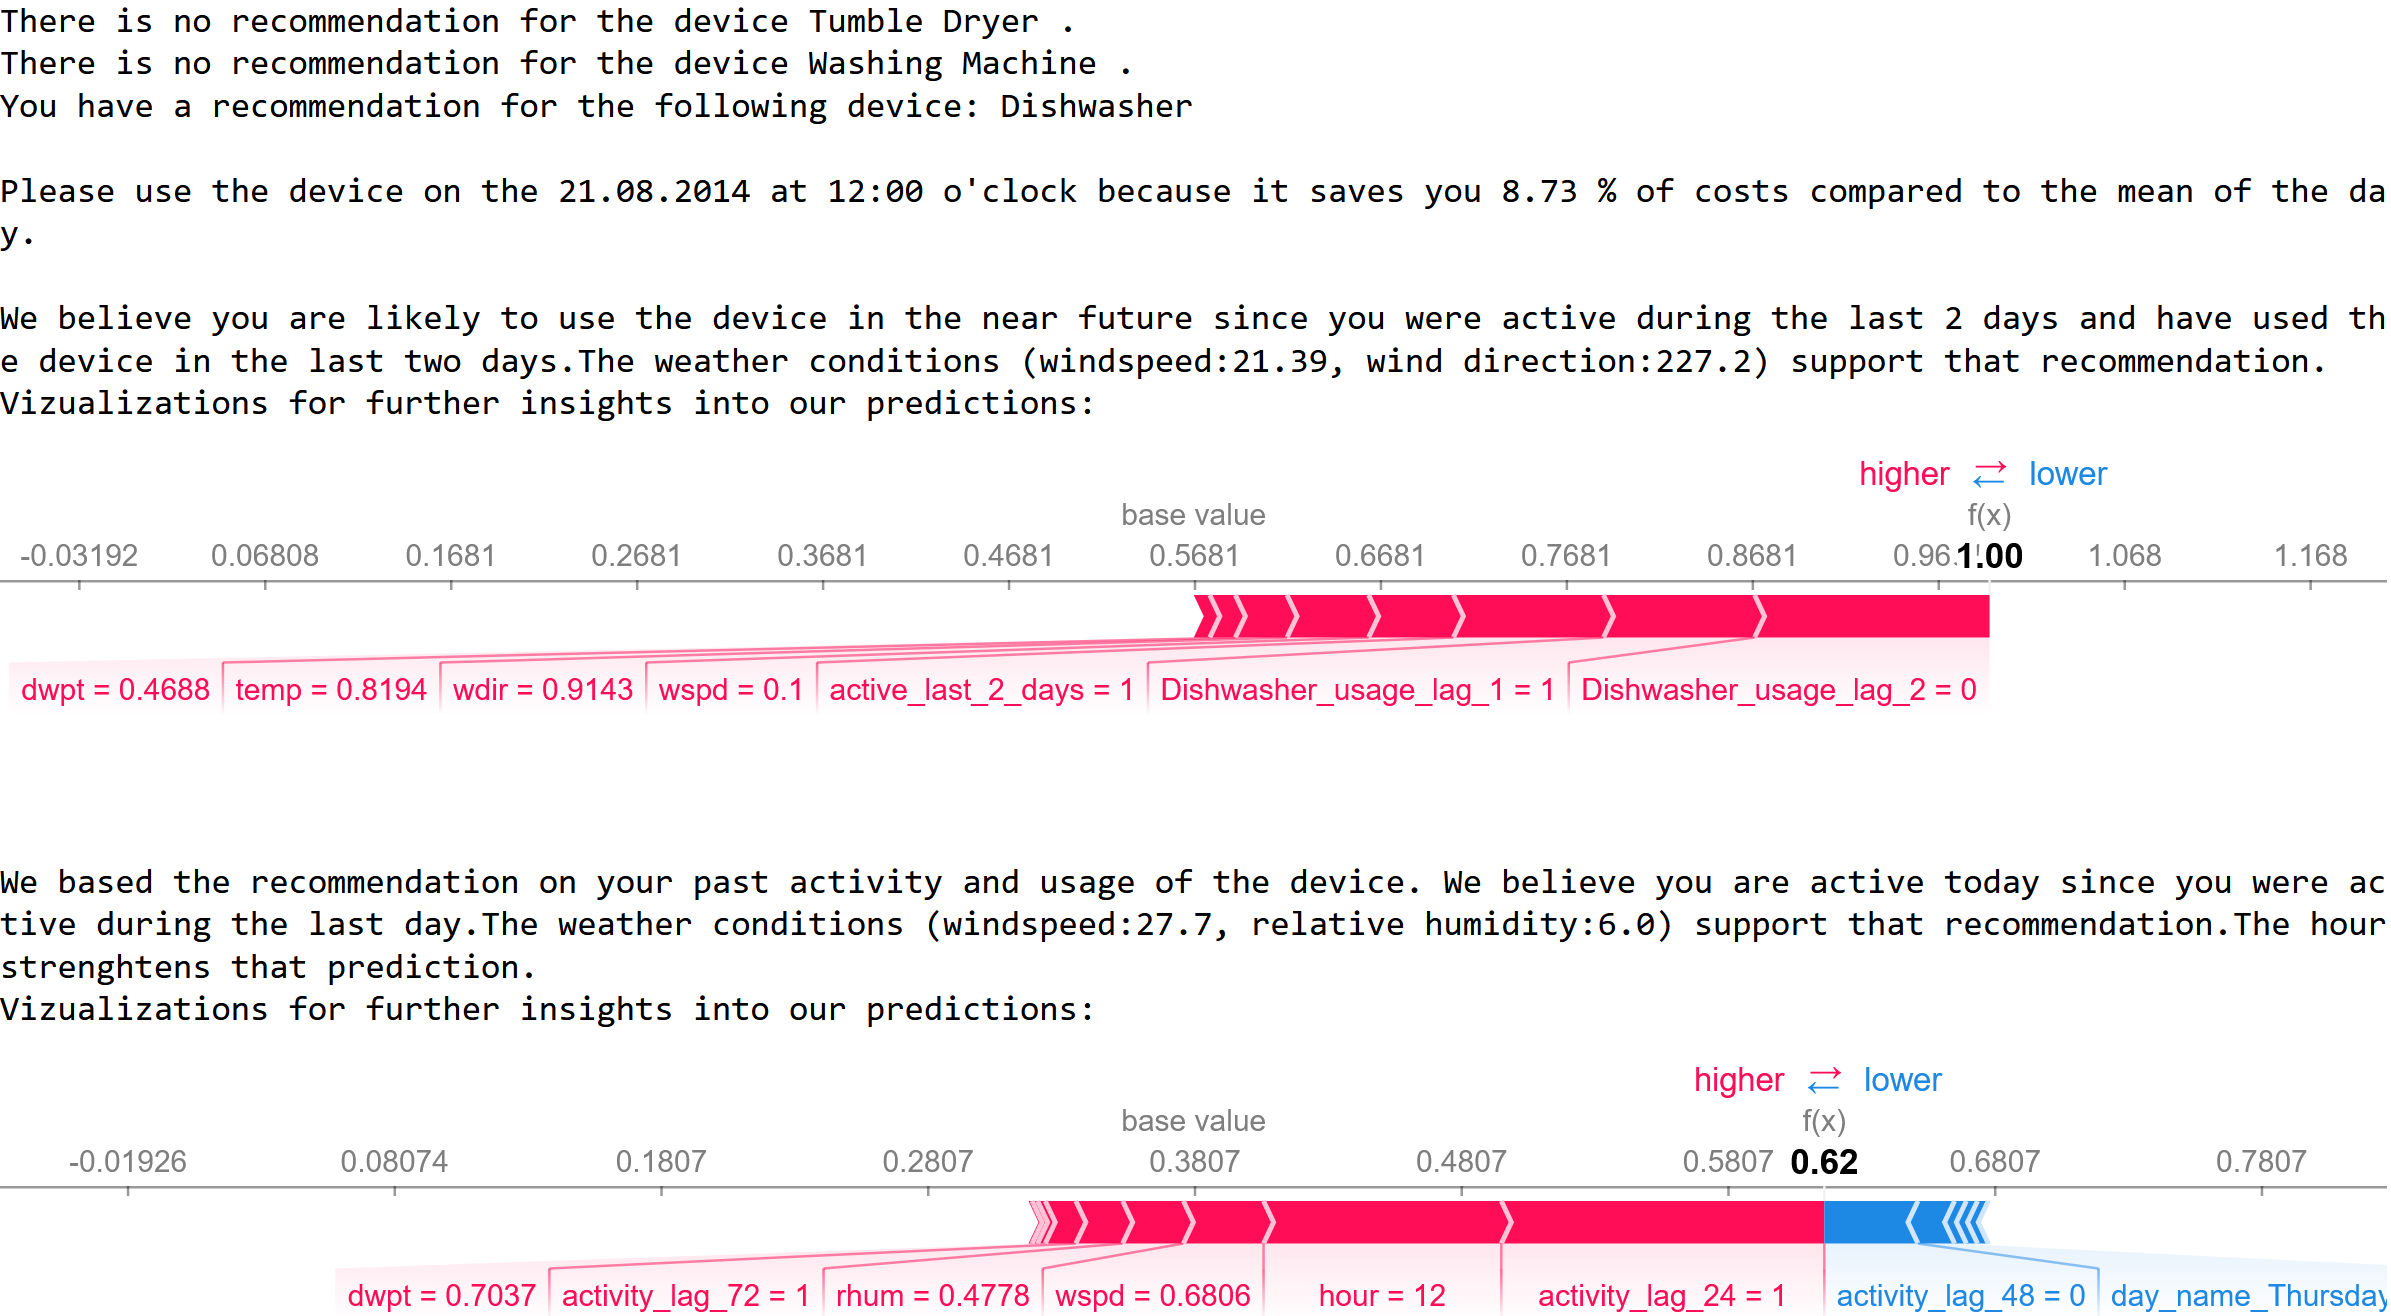 There is no recommendation for the device Tumble Dryer .
There is no recommendation for the device Washing Machine .
You have a recommendation for the following device: Dishwasher
Please use the device on the 21.08.2014 at 12:00 o'clock because it saves you 8.73 % of costs compared to the mean of the da
y.
We believe you are likely to use the device in the near future since you were active during the last 2 days and have used th
e device in the last two days.The weather conditions (windspeed:21.39, wind direction:227.2) support that recommendation.
Vizualizations for further insights into our predictions:
higher ⇄ lower
base value f(x)
-0.03192 0.06808 0.1681 0.2681 0.3681 0.4681 0.5681 0.6681 0.7681 0.8681 0.96 1.00 1.068 1.168
dwpt = 0.4688 temp = 0.8194 wdir = 0.9143 wspd = 0.1 active_last_2_days = 1 Dishwasher_usage_lag_1 = 1 Dishwasher_usage_lag_2 = 0
We based the recommendation on your past activity and usage of the device. We believe you are active today since you were ac
tive during the last day.The weather conditions (windspeed:27.7, relative humidity:6.0) support that recommendation.The hour
strenghtens that prediction.
Vizualizations for further insights into our predictions:
higher ⇄ lower
base value f(x)
-0.01926 0.08074 0.1807 0.2807 0.3807 0.4807 0.5807 0.62 0.6807 0.7807
dwpt = 0.7037 activity_lag_72 = 1 rhum = 0.4778 wspd = 0.6806 hour = 12 activity_lag_24 = 1 activity_lag_48 = 0 day_name_Thursday